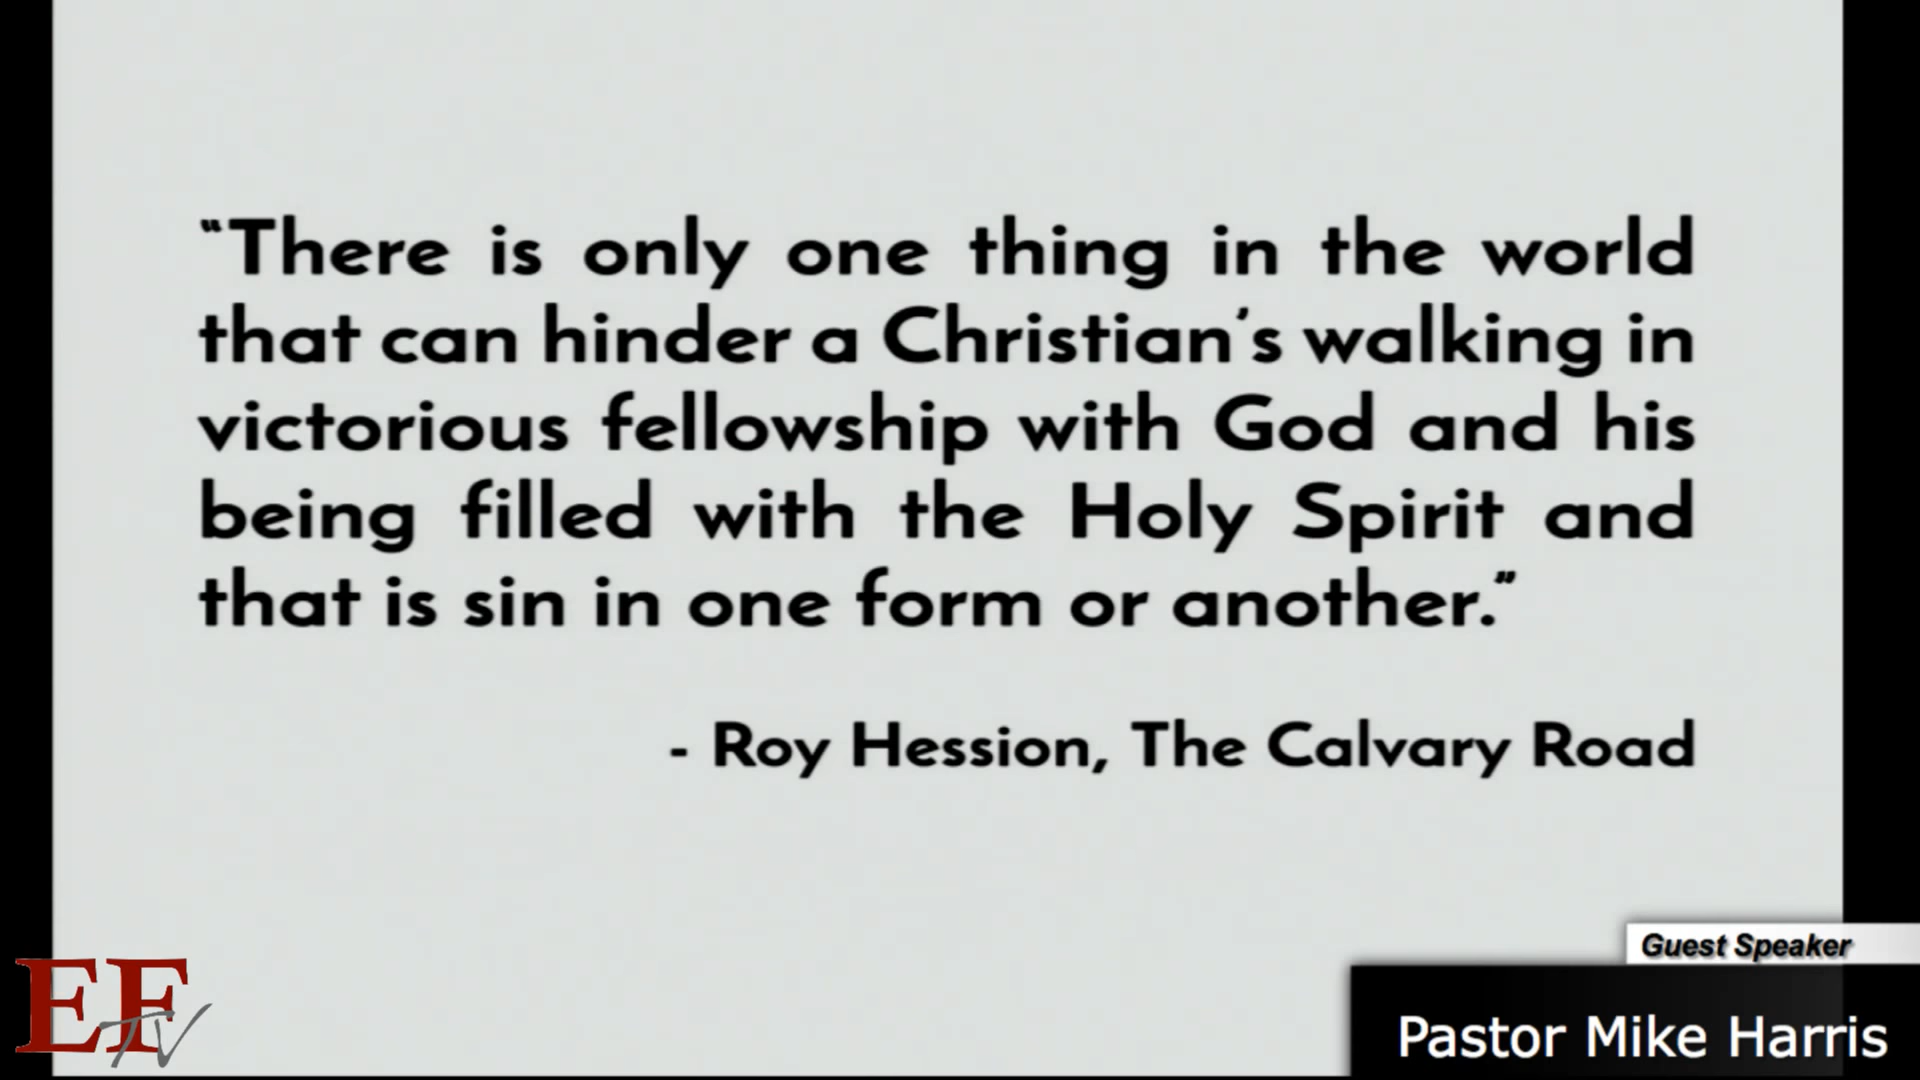 “There is only one thing in the world
that can hinder a Christian’s walking in
victorious fellowship with God and his
being filled with the Holy Spirit and
that is sin in one form or another.”
- Roy Hession, The Calvary Road
Guest Speaker
Pastor Mike Harris
EF
TV